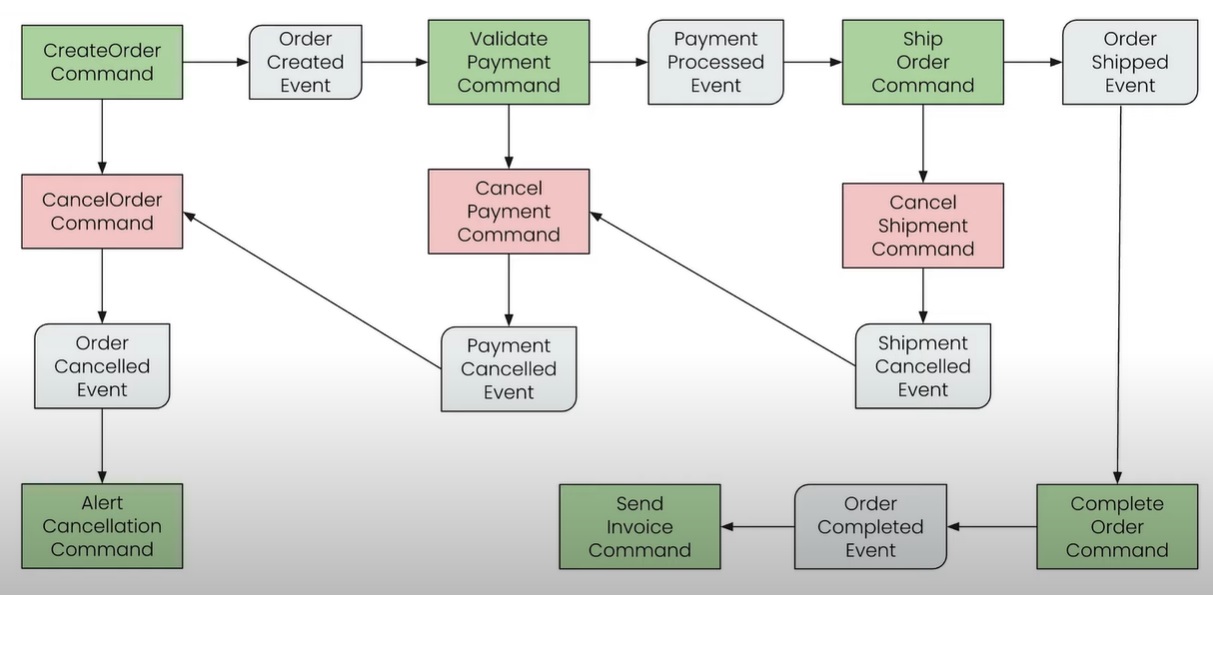 CreateOrder
Command
Order
Created
Event
Validate
Payment
Command
Payment
Processed
Event
Ship
Order
Command
Order
Shipped
Event
CancelOrder
Command
Cancel
Payment
Command
Cancel
Shipment
Command
Order
Cancelled
Event
Payment
Cancelled
Event
Shipment
Cancelled
Event
Alert
Cancellation
Command
Send
Invoice
Command
Order
Completed
Event
Complete
Order
Command